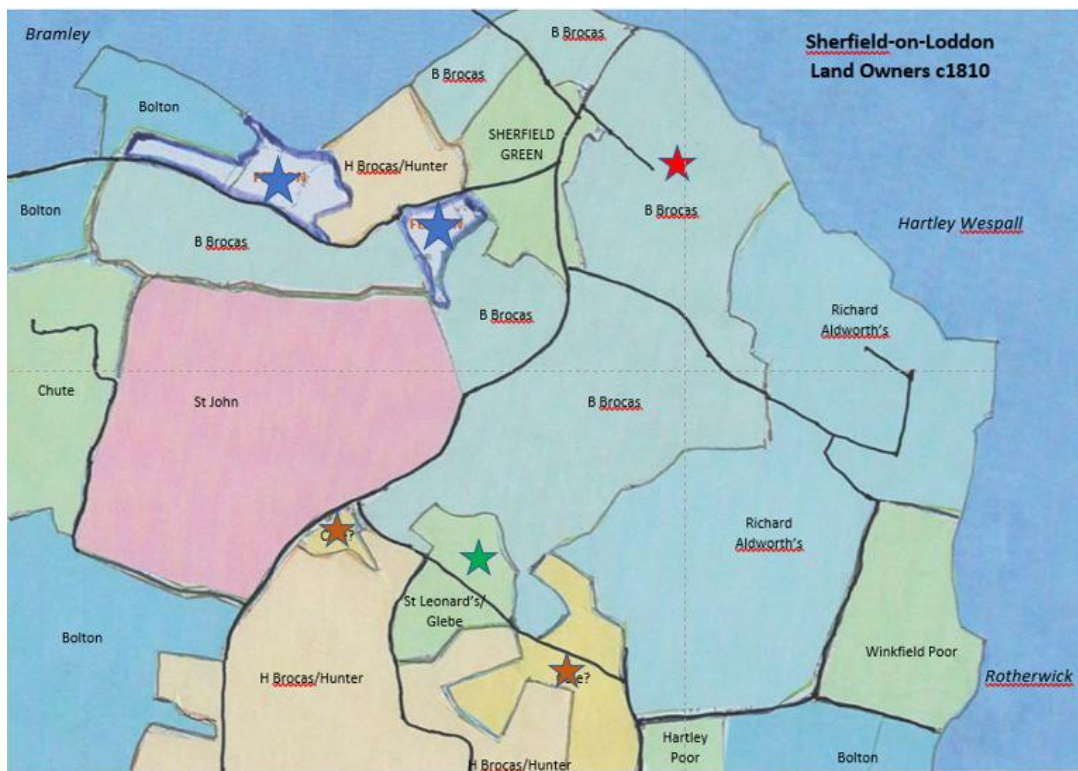 Bramley
B Brocas
Sherfield-on-Loddon
Land Owners c1810
B Brocas
Bolton
SHERFIELD
GREEN
H Brocas/Hunter
Bolton
B Brocas
Hartley Wespall
B Brocas
B Brocas
Richard
Aldworth's
Chute
St John
B Brocas
Richard
Aldworth's
St Leonard's/
Glebe
Bolton
H Brocas/Hunter
Winkfield Poor
Rotherwick
Hartley
Poor
Bolton
H Brocas/Hunter